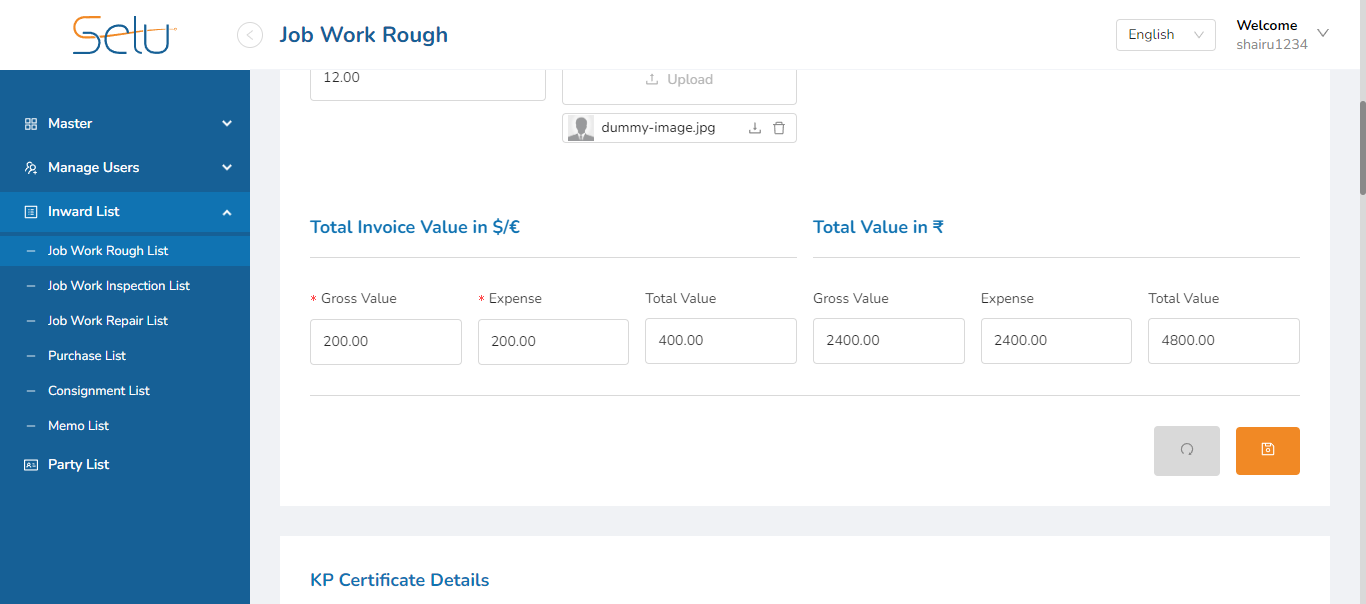 Selu
Job Work Rough
English
Welcome
shairu1234
Master
Manage Users
Inward List
Job Work Rough List
Job Work Inspection List
Job Work Repair List
Purchase List
Consignment List
Memo List
Party List
12.00
Upload
dummy-image.jpg
Total Invoice Value in $/€
Total Value in ₹
* Gross Value
* Expense
Total Value
Gross Value
Expense
Total Value
200.00
200.00
400.00
2400.00
2400.00
4800.00
KP Certificate Details